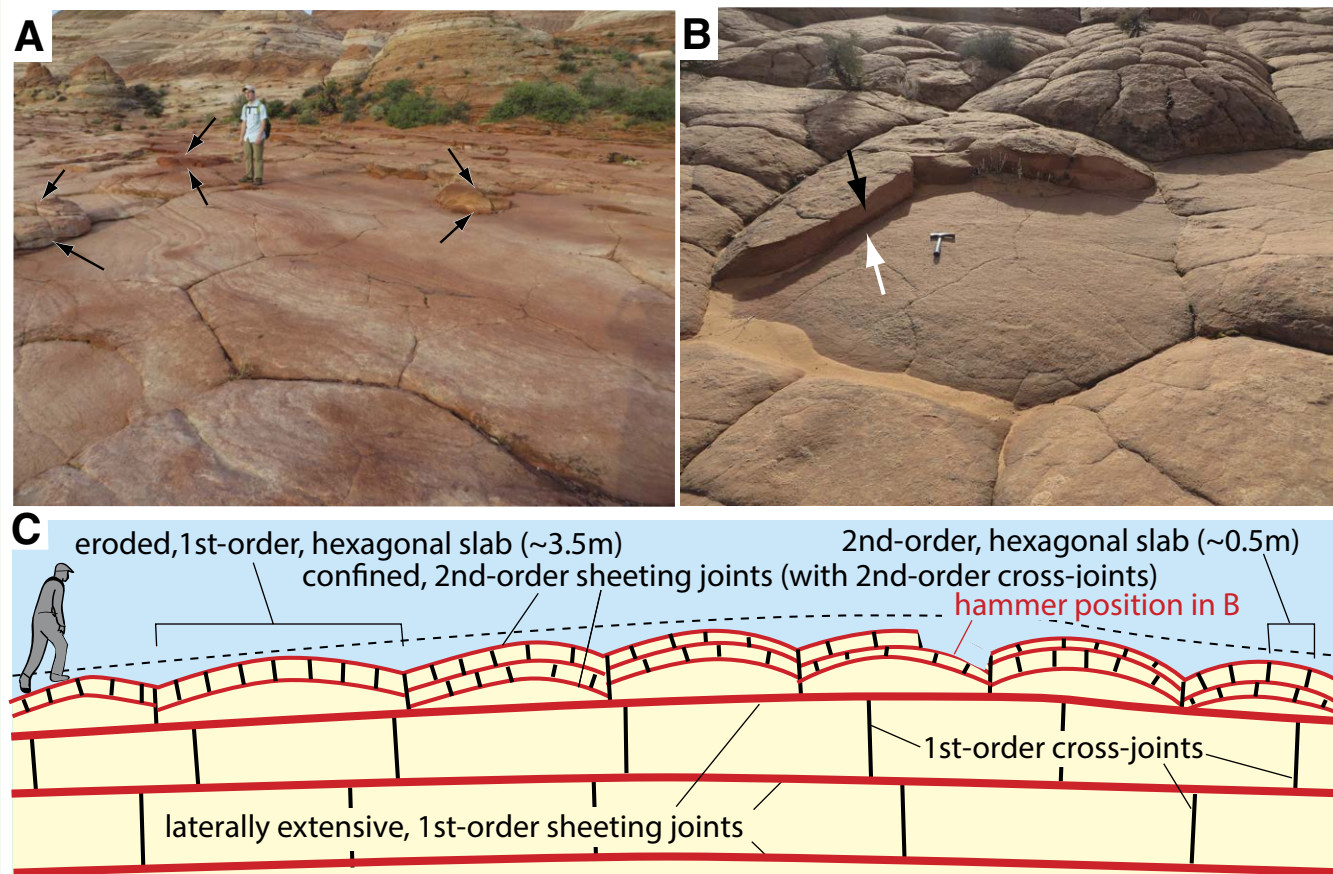 A
B
C
eroded,1st-order, hexagonal slab (~3.5m)
2nd-order, hexagonal slab (~0.5m)
confined, 2nd-order sheeting joints (with 2nd-order cross-joints)
hammer position in B
1st-order cross-joints
laterally extensive, 1st-order sheeting joints